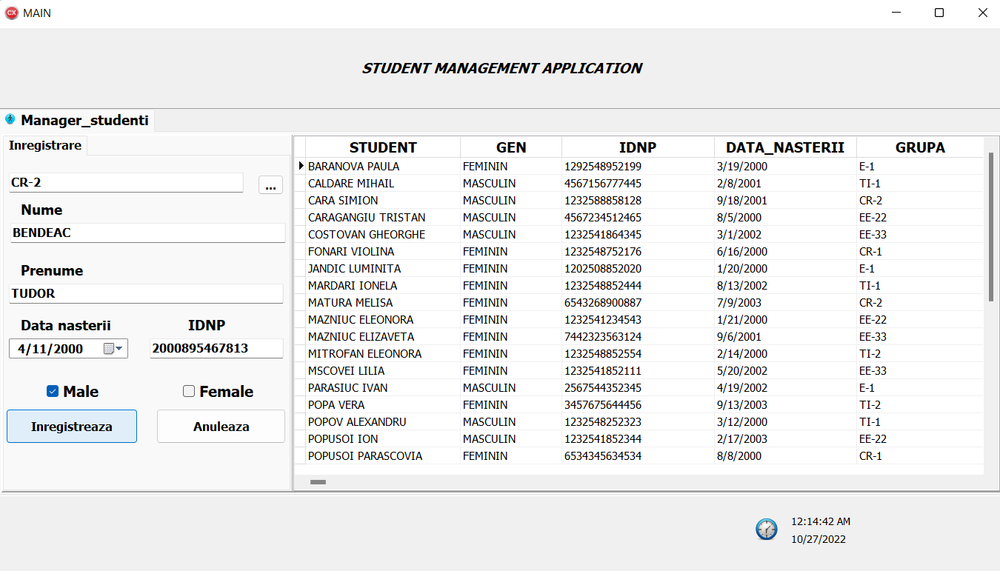 CX MAIN
STUDENT MANAGEMENT APPLICATION
Manager_studenti
Inregistrare
CR-2
...
Nume
BENDEAC
Prenume
TUDOR
Data nasterii IDNP
4/11/2000 2000895467813
Male Female
Inregistreaza Anuleaza
STUDENT GEN IDNP DATA_NASTERII GRUPA
BARANOVA PAULA FEMININ 1292548952199 3/19/2000 E-1
CALDARE MIHAIL MASCULIN 4567156777445 2/8/2001 TI-1
CARA SIMION MASCULIN 1232588858128 9/18/2001 CR-2
CARAGANGIU TRISTAN MASCULIN 4567234512465 8/5/2000 EE-22
COSTOVAN GHEORGHE MASCULIN 1232541864345 3/1/2002 EE-33
FONARI VIOLINA FEMININ 1232548752176 6/16/2000 CR-1
JANDIC LUMINITA FEMININ 1202508852020 1/20/2000 E-1
MARDARI IONELA FEMININ 1232548852444 8/13/2002 TI-1
MATURA MELISA FEMININ 6543268900887 7/9/2003 CR-2
MAZNIUC ELEONORA FEMININ 1232541234543 1/21/2000 EE-22
MAZNIUC ELIZAVETA FEMININ 7442323563124 9/6/2001 EE-33
MITROFAN ELEONORA FEMININ 1232548852554 2/14/2000 TI-2
MSCOVEI LILIA FEMININ 1232541852111 5/20/2002 EE-33
PARASIUC IVAN MASCULIN 2567544352345 4/19/2002 E-1
POPA VERA FEMININ 3457675644456 9/13/2003 TI-2
POPOV ALEXANDRU MASCULIN 1232548252323 3/12/2000 TI-1
POPUSOI ION MASCULIN 1232541852344 2/17/2003 EE-22
POPUSOI PARASCOVIA FEMININ 6534345634534 8/8/2000 CR-1
12:14:42 AM
10/27/2022